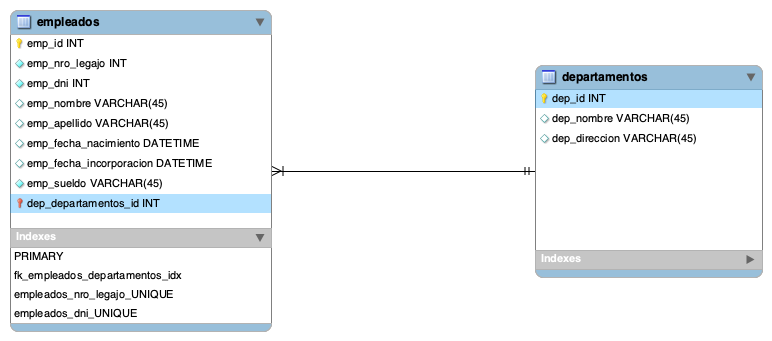 empleados
emp_id INT
emp_nro_legajo INT
emp_dni INT
emp_nombre VARCHAR(45)
emp_apellido VARCHAR(45)
emp_fecha_nacimiento DATETIME
emp_fecha_incorporacion DATETIME
emp_sueldo VARCHAR(45)
dep_departamentos_id INT
Indexes
PRIMARY
fk_empleados_departamentos_idx
empleados_nro_legajo_UNIQUE
empleados_dni_UNIQUE
departamentos
dep_id INT
dep_nombre VARCHAR(45)
dep_direccion VARCHAR(45)
Indexes